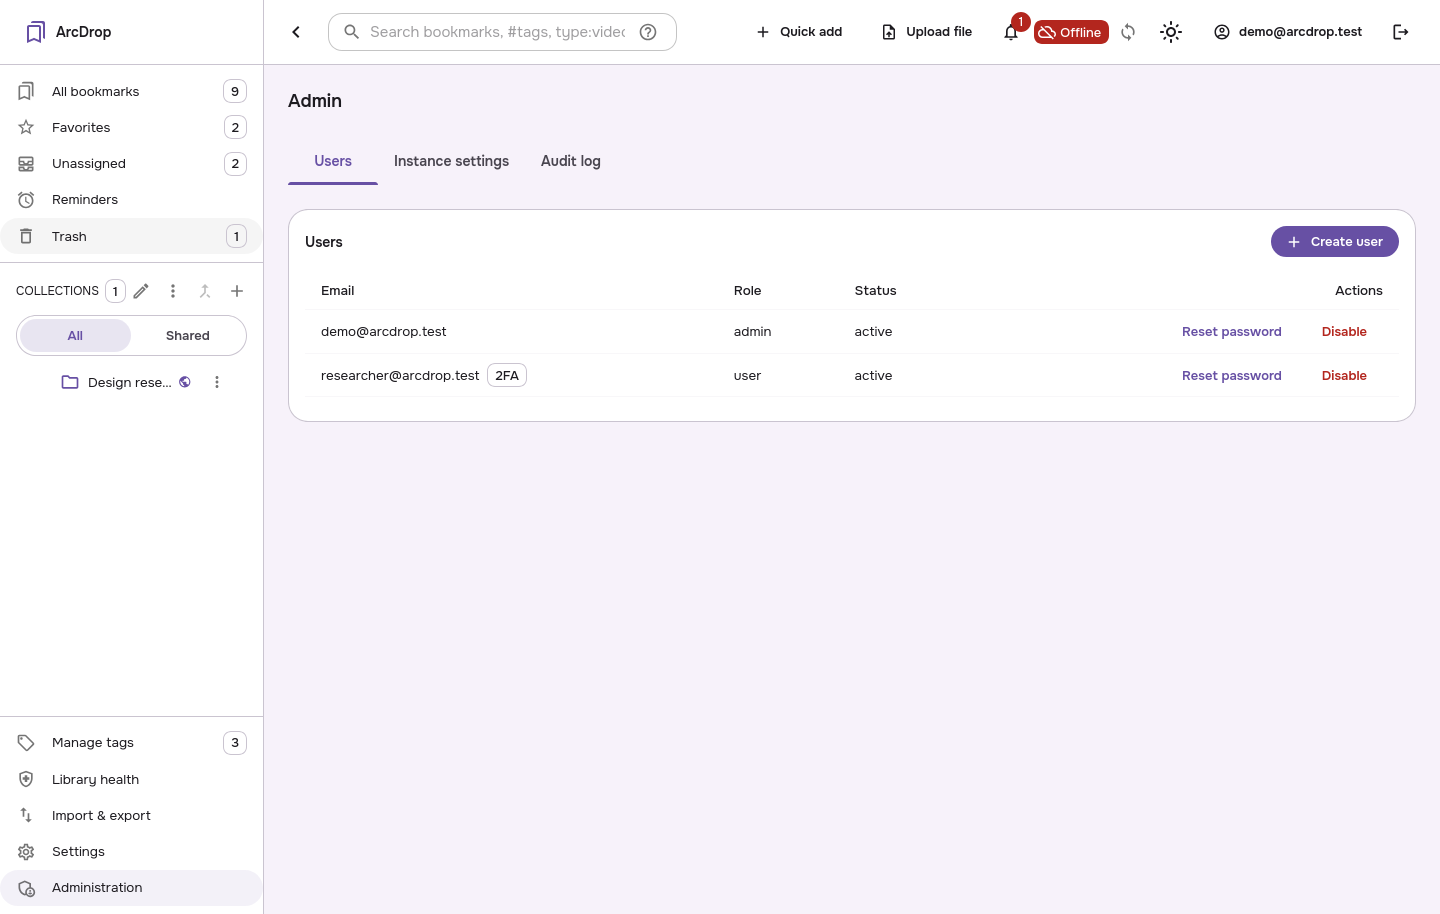 ArcDrop
Search bookmarks, #tags, type:videc
Quick add
Upload file
1
Offline
demo@arcdrop.test
All bookmarks 9
Favorites 2
Unassigned 2
Reminders
Trash 1
COLLECTIONS 1
All Shared
Design rese...
Manage tags 3
Library health
Import & export
Settings
Administration
Admin
Users Instance settings Audit log
Users
Create user
Email Role Status Actions
demo@arcdrop.test admin active Reset password Disable
researcher@arcdrop.test 2FA user active Reset password Disable